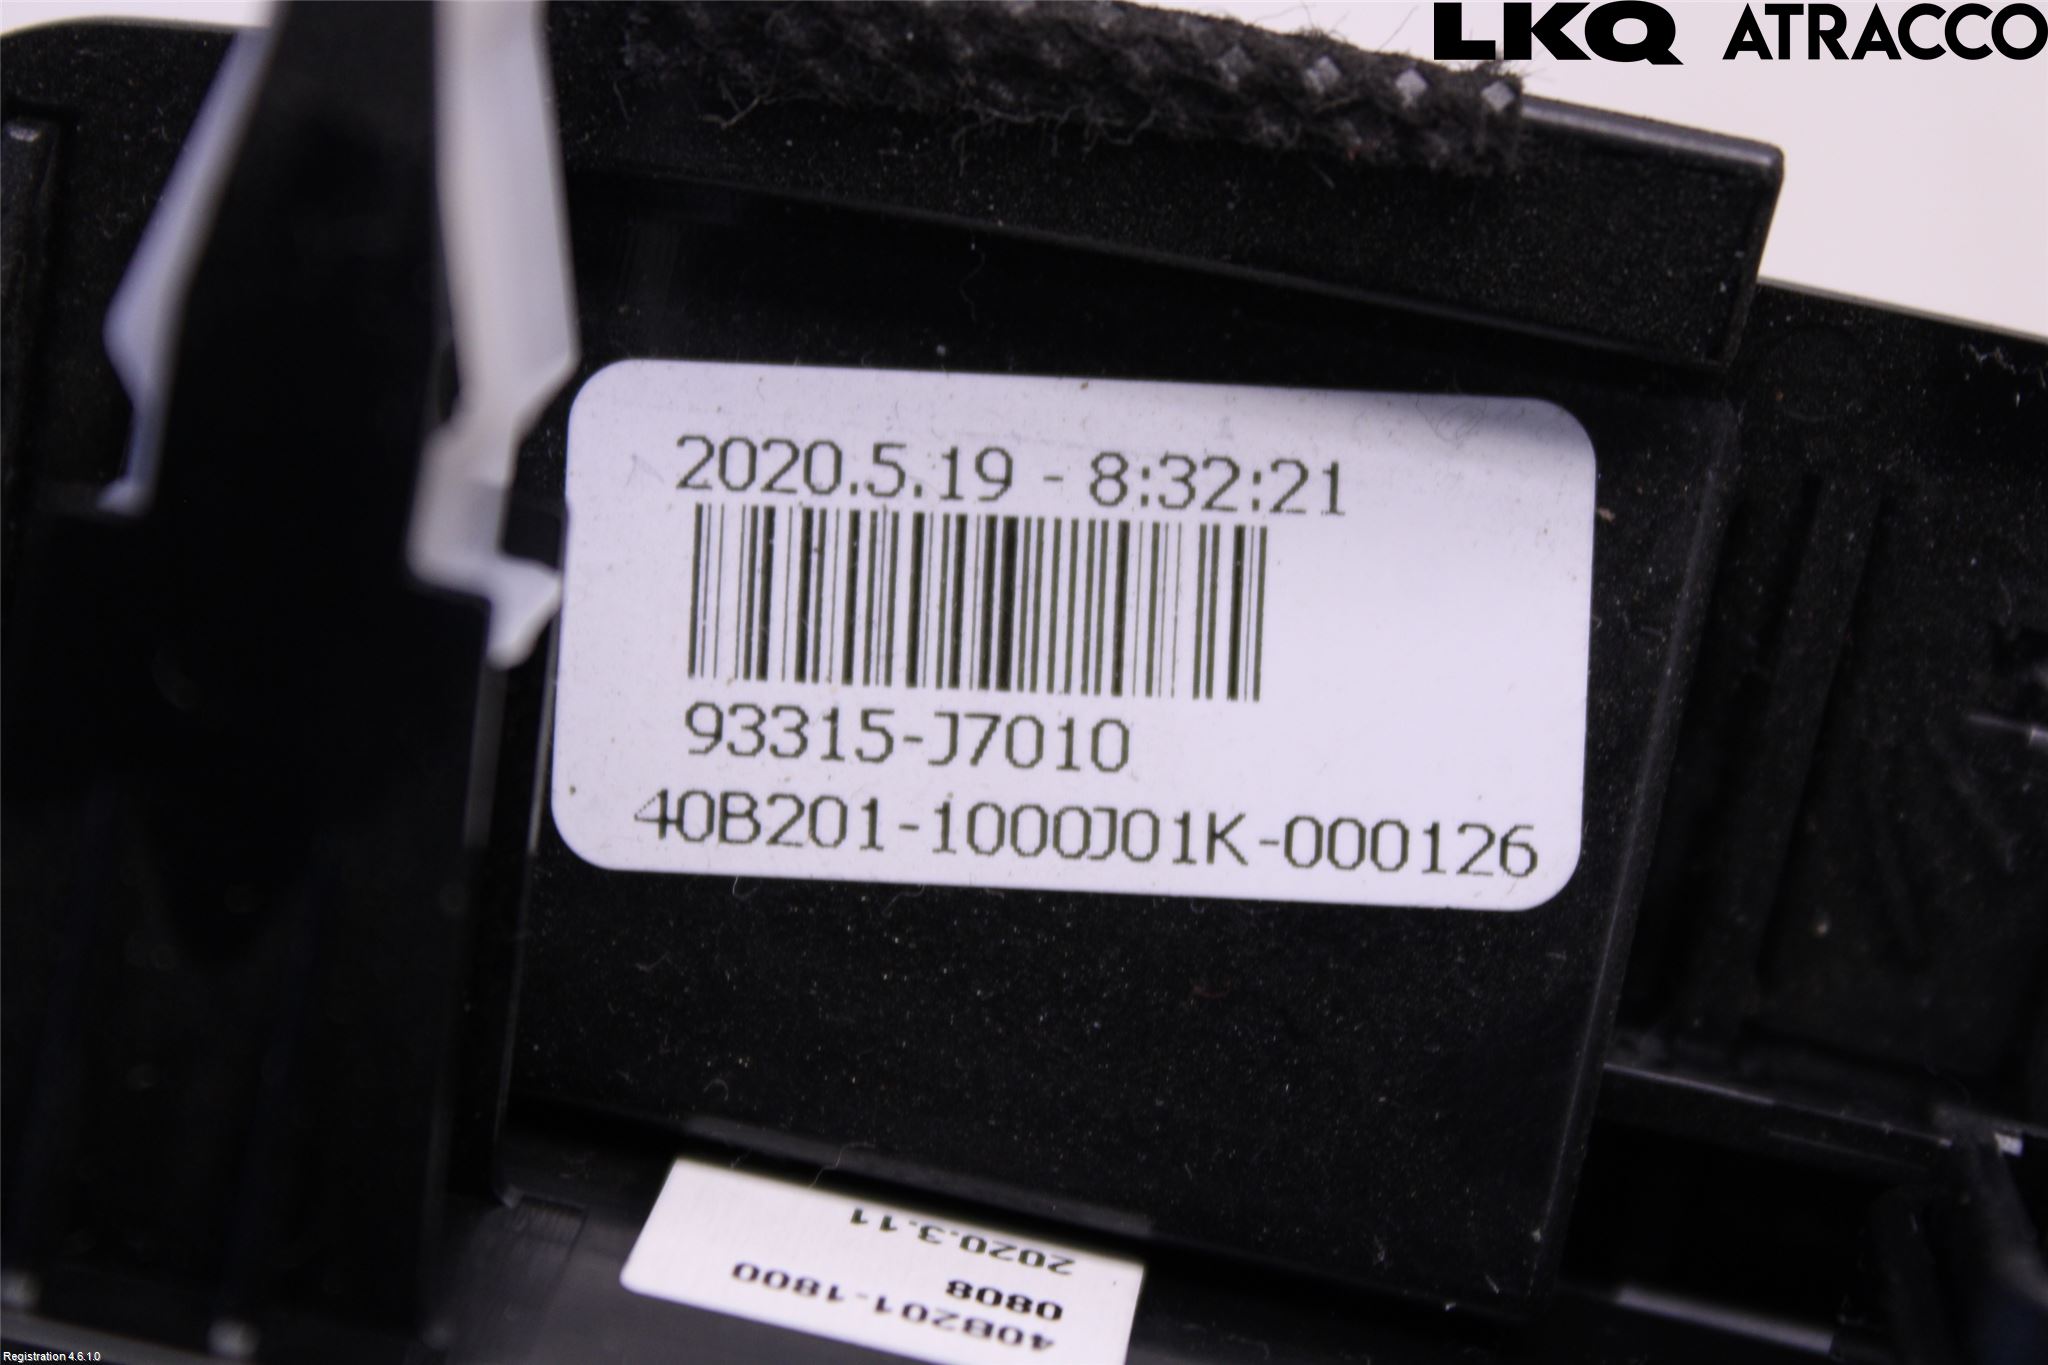 LKQ ATRACCO
2020.5.19 - 8:32:21
93315-J7010
40B201-1000J01K-000126
40B201-1800
0808
2020.3.11
Registration 4.6.1.0